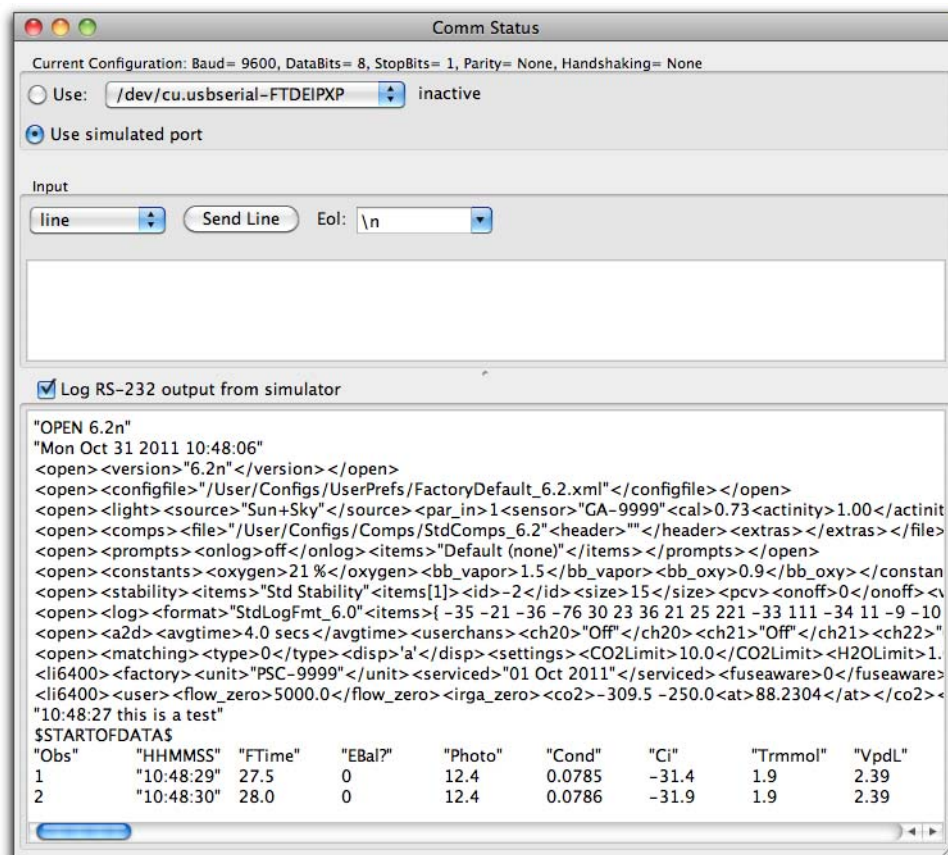 Comm Status
Current Configuration: Baud= 9600, DataBits= 8, StopBits= 1, Parity= None, Handshaking= None
Use: /dev/cu.usbserial-FTDEIPXP inactive
Use simulated port
Input
line Send Line Eol: \n
Log RS-232 output from simulator
"OPEN 6.2n"
"Mon Oct 31 2011 10:48:06"
<open><version>"6.2n"</version></open>
<open><configfile>"/User/Configs/UserPrefs/FactoryDefault_6.2.xml"</configfile></open>
<open><light><source>"Sun+Sky"</source><par_in>1<sensor>"GA-9999"<cal>0.73<actinity>1.00</actinit
<open><comps><file>"/User/Configs/Comps/StdComps_6.2"<header>""</header><extras></extras></file>
<open><prompts><onlog>off</onlog><items>"Default (none)"</items></prompts></open>
<open><constants><oxygen>21 %</oxygen><bb_vapor>1.5</bb_vapor><bb_oxy>0.9</bb_oxy></constan
<open><stability><items>"Std Stability"<items[1]><id>-2</id><size>15</size><pcv><onoff>0</onoff><v
<open><log><format>"StdLogFmt_6.0"<items>{ -35 -21 -36 -76 30 23 36 21 25 221 -33 111 -34 11 -9 -10
<open><a2d><avgtime>4.0 secs</avgtime><userchans><ch20>"Off"</ch20><ch21>"Off"</ch21><ch22>"
<open><matching><type>0</type><disp>'a'</disp><settings><CO2Limit>10.0</CO2Limit><H2OLimit>1.
<li6400><factory><unit>"PSC-9999"</unit><serviced>"01 Oct 2011"</serviced><fuseaware>0</fuseaware>
<li6400><user><flow_zero>5000.0</flow_zero><irga_zero><co2>-309.5 -250.0<at>88.2304</at></co2><
"10:48:27 this is a test"
$STARTOFDATA$
"Obs" "HHMMSS" "FTime" "EBal?" "Photo" "Cond" "Ci" "Trmmol" "VpdL"
1 "10:48:29" 27.5 0 12.4 0.0785 -31.4 1.9 2.39
2 "10:48:30" 28.0 0 12.4 0.0786 -31.9 1.9 2.39